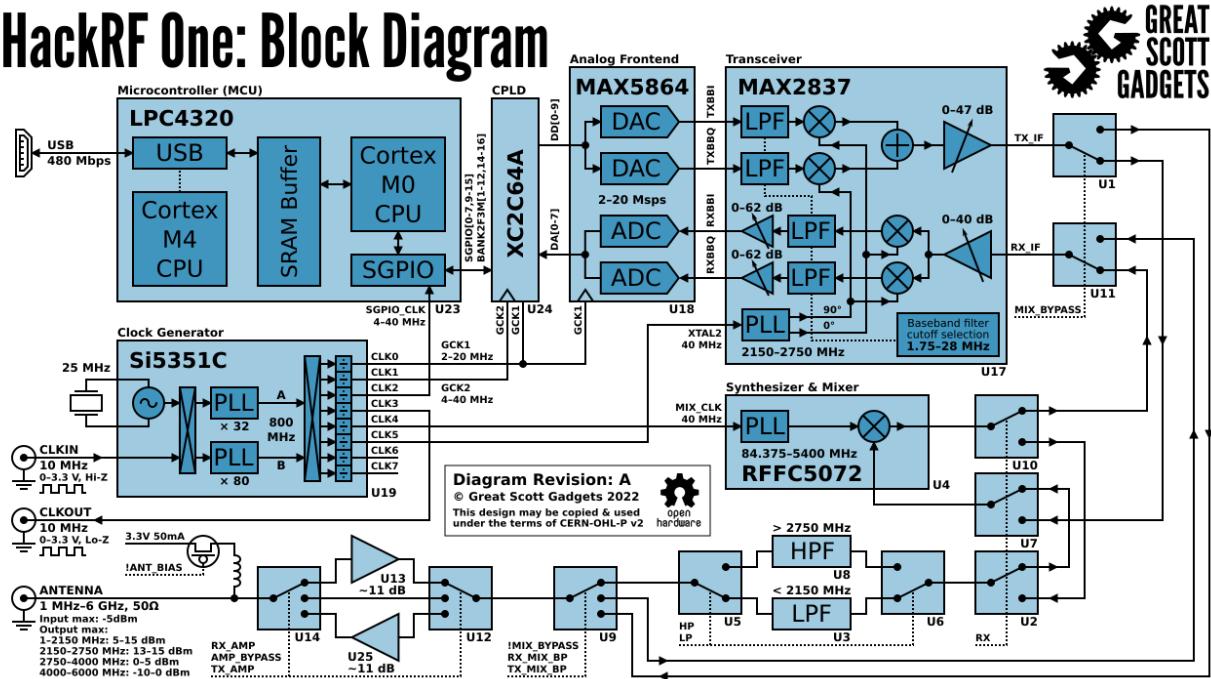 HackRF One: Block Diagram
GREAT
SCOTT
GADGETS
Microcontroller (MCU)
LPC4320
USB
480 Mbps
USB
SRAM Buffer
Cortex
M0
CPU
Cortex
M4
CPU
SGPIO
U23
SGPIO_CLK
4–40 MHz
SGPIO[0-7,9-15]
BANK2F3M[1-12,14-16]
CPLD
XC2C64A
U24
GCK2
GCK1
DD[0-9]
DA[0-7]
Analog Frontend
MAX5864
DAC
DAC
2–20 Msps
ADC
ADC
U18
GCK1
TXBBI
TXBBQ
RXBBI
RXBBQ
Transceiver
MAX2837
LPF
LPF
0–47 dB
0–62 dB
LPF
0–62 dB
LPF
0–40 dB
PLL
90°
0°
2150–2750 MHz
Baseband filter
cutoff selection
1.75–28 MHz
U17
XTAL2
40 MHz
TX_IF
U1
RX_IF
U11
MIX_BYPASS
Clock Generator
Si5351C
25 MHz
PLL
× 32
A
800
MHz
PLL
× 80
B
U19
CLK0
CLK1
CLK2
CLK3
CLK4
CLK5
CLK6
CLK7
GCK1
2–20 MHz
GCK2
4–40 MHz
CLKIN
10 MHz
0–3.3 V, Hi-Z
CLKOUT
10 MHz
0–3.3 V, Lo-Z
Synthesizer & Mixer
MIX_CLK
40 MHz
PLL
84.375–5400 MHz
RFFC5072
U4
U10
U7
U2
RX
Diagram Revision: A
© Great Scott Gadgets 2022
This design may be copied & used
under the terms of CERN-OHL-P v2
open
hardware
3.3V 50mA
!ANT_BIAS
ANTENNA
1 MHz–6 GHz, 50Ω
Input max: -5dBm
Output max:
1–2150 MHz: 5–15 dBm
2150-2750 MHz: 13–15 dBm
2750-4000 MHz: 0–5 dBm
4000–6000 MHz: -10-0 dBm
U14
U13
~11 dB
U25
~11 dB
U12
RX_AMP
AMP_BYPASS
TX_AMP
U9
!MIX_BYPASS
RX_MIX_BP
TX_MIX_BP
U5
HP
LP
> 2750 MHz
HPF
U8
< 2150 MHz
LPF
U3
U6